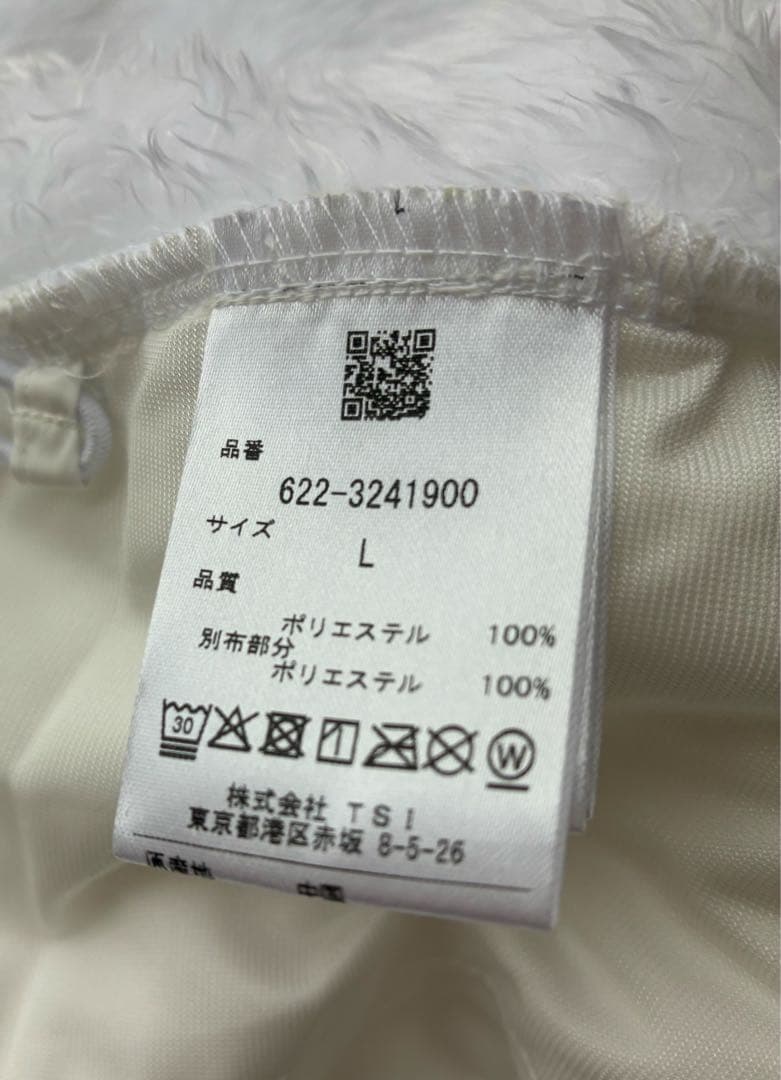 品番
622-3241900
サイズ
L
品質
ポリエステル 100%
別布部分
ポリエステル 100%
30
W
株式会社 TSI
東京都港区赤坂 8-5-26